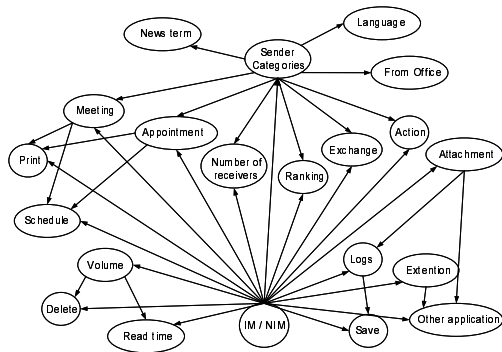 News term
Language
Sender
Categories
From Office
Meeting
Appointment
Action
Print
Number of
receivers
Ranking
Exchange
Attachment
Schedule
Volume
Logs
Extention
Delete
Read time
IM / NIM
Save
Other application